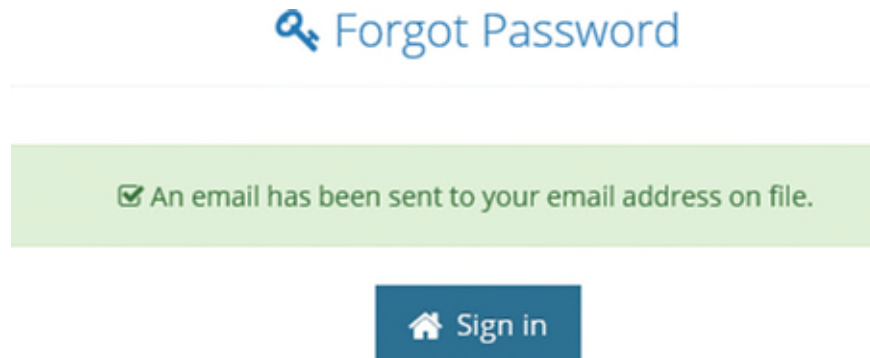 Forgot Password
An email has been sent to your email address on file.
Sign in